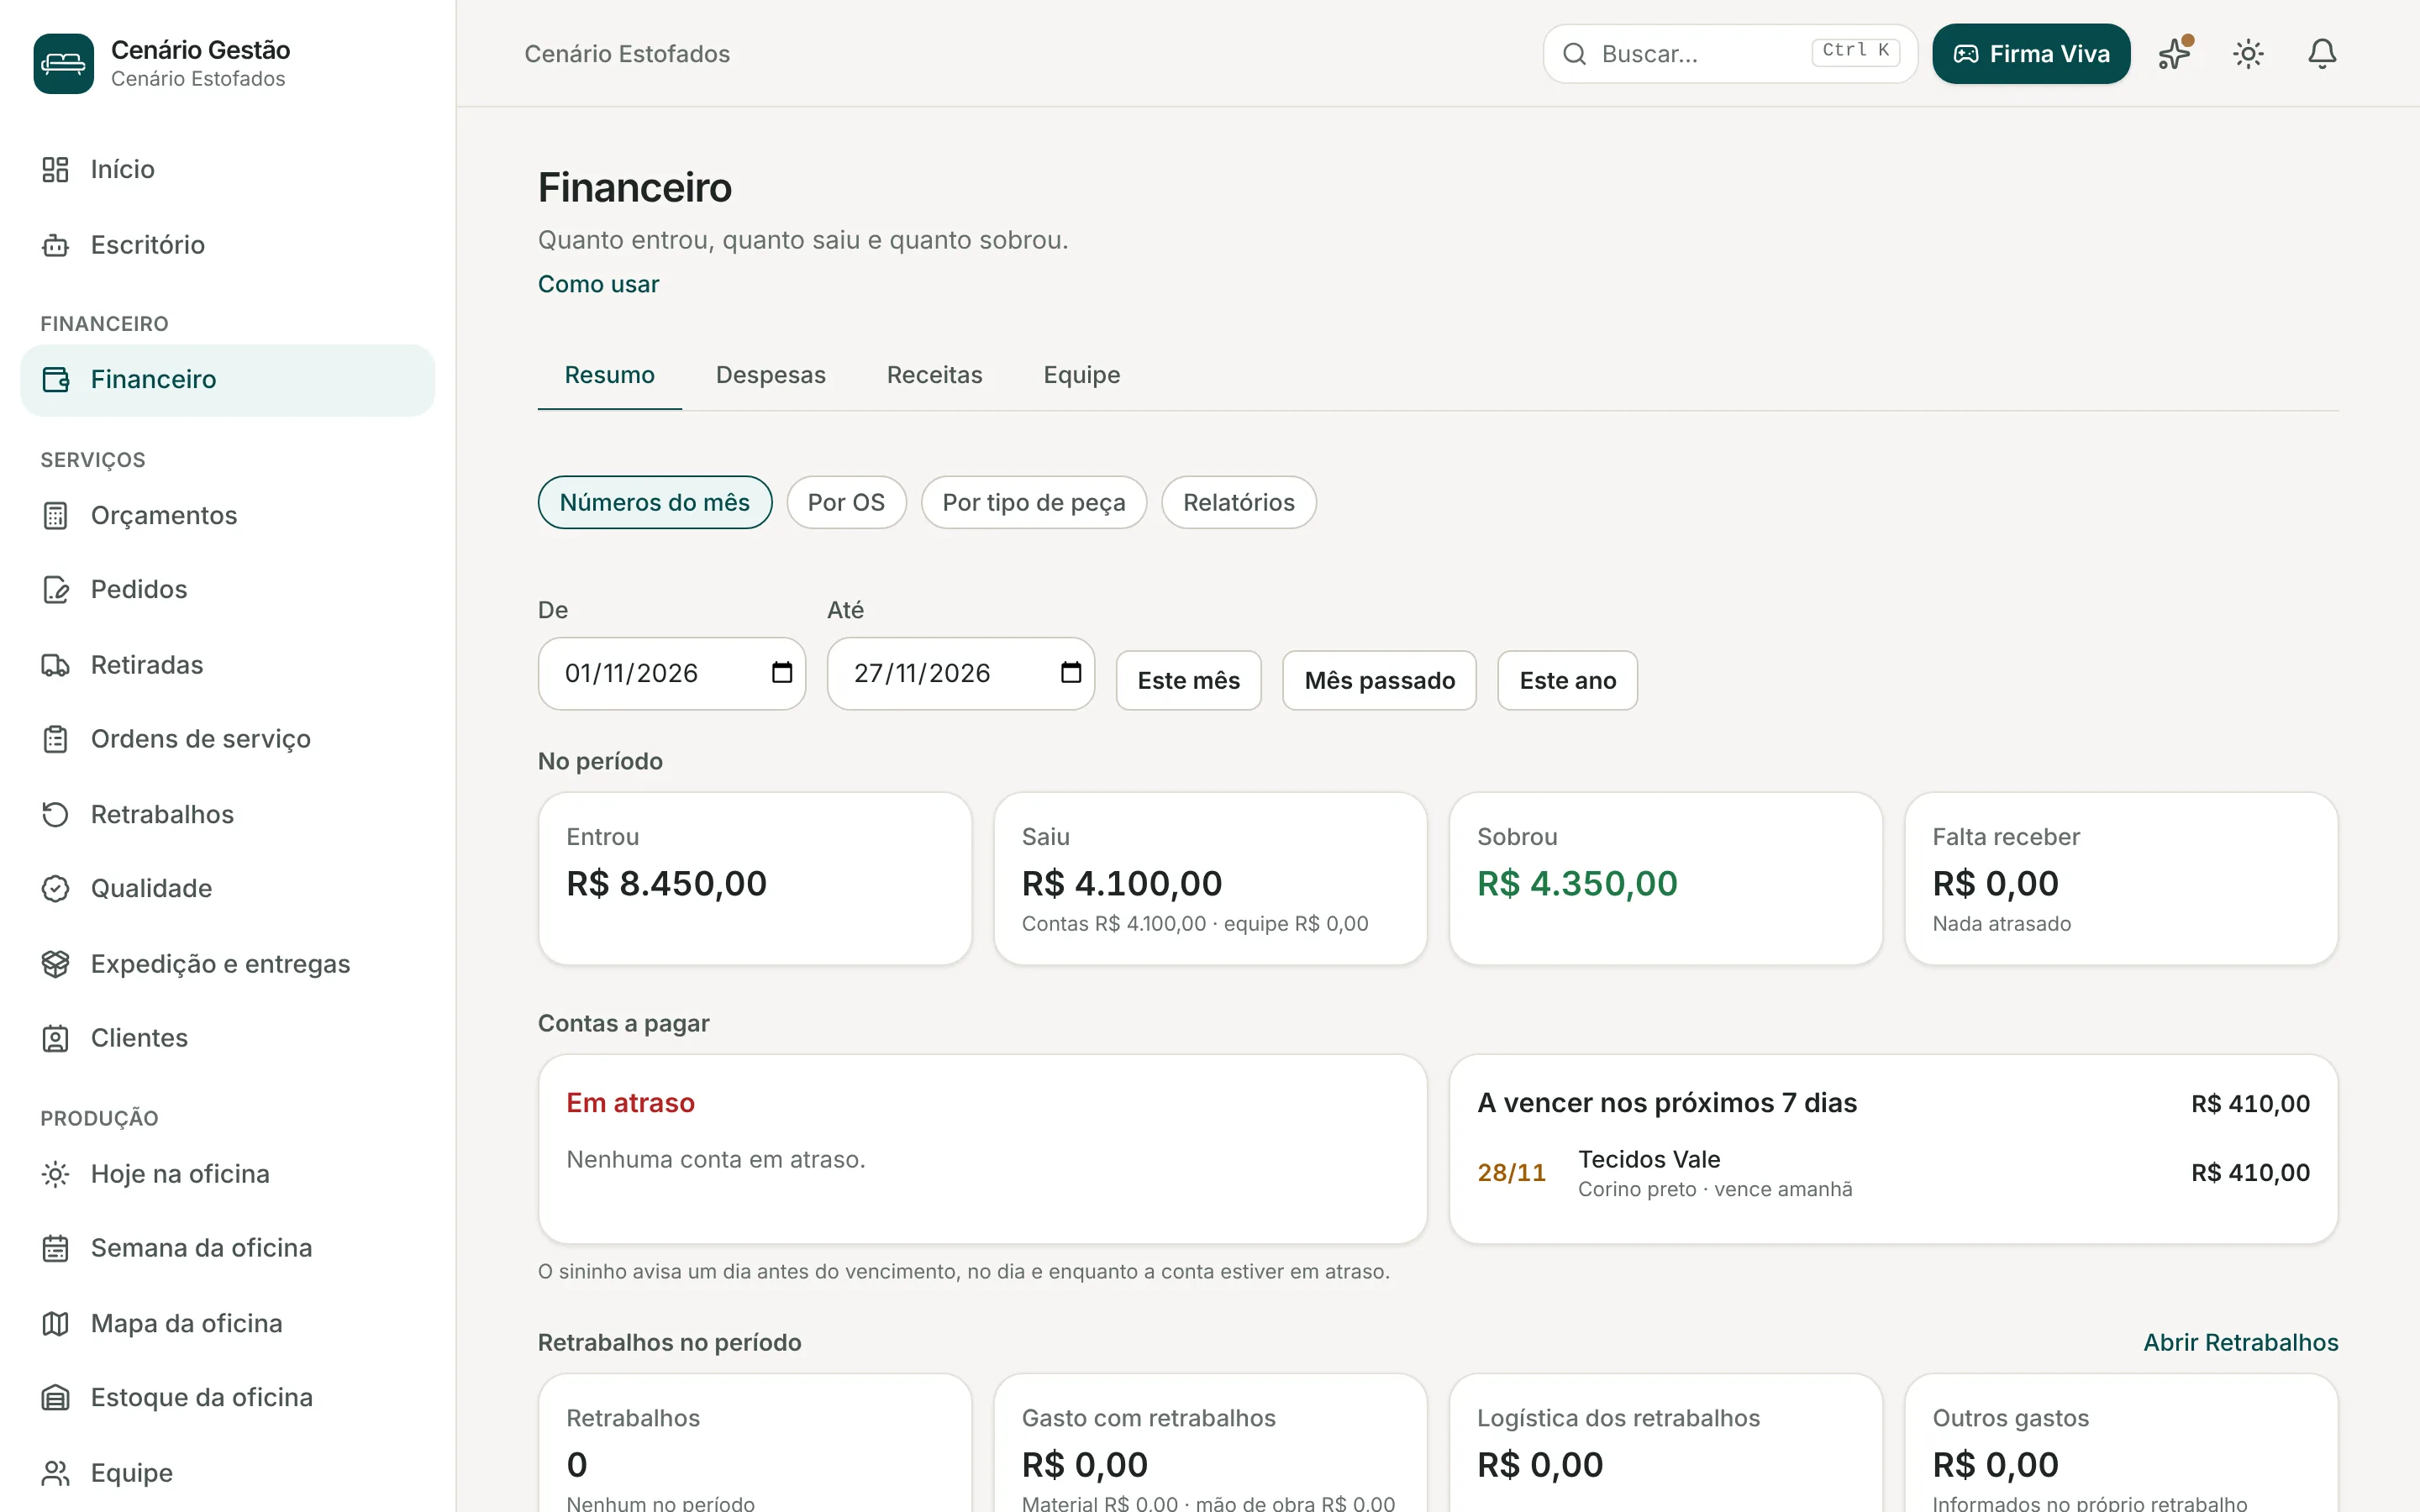 Cenário Gestão
Cenário Estofados
Início
Escritório
FINANCEIRO
Financeiro
SERVIÇOS
Orçamentos
Pedidos
Retiradas
Ordens de serviço
Retrabalhos
Qualidade
Expedição e entregas
Clientes
PRODUÇÃO
Hoje na oficina
Semana da oficina
Mapa da oficina
Estoque da oficina
Equipe
Cenário Estofados
Buscar...
Ctrl K
Firma Viva
Financeiro
Quanto entrou, quanto saiu e quanto sobrou.
Como usar
Resumo
Despesas
Receitas
Equipe
Números do mês
Por OS
Por tipo de peça
Relatórios
De
Até
01/11/2026
27/11/2026
Este mês
Mês passado
Este ano
No período
Entrou
R$ 8.450,00
Saiu
R$ 4.100,00
Contas R$ 4.100,00 · equipe R$ 0,00
Sobrou
R$ 4.350,00
Falta receber
R$ 0,00
Nada atrasado
Contas a pagar
Em atraso
Nenhuma conta em atraso.
A vencer nos próximos 7 dias
R$ 410,00
28/11
Tecidos Vale
Corino preto · vence amanhã
R$ 410,00
O sininho avisa um dia antes do vencimento, no dia e enquanto a conta estiver em atraso.
Retrabalhos no período
Abrir Retrabalhos
Retrabalhos
0
Nenhum no período
Gasto com retrabalhos
R$ 0,00
Material R$ 0,00 · mão de obra R$ 0,00
Logística dos retrabalhos
R$ 0,00
Outros gastos
R$ 0,00
Informados no próprio retrabalho